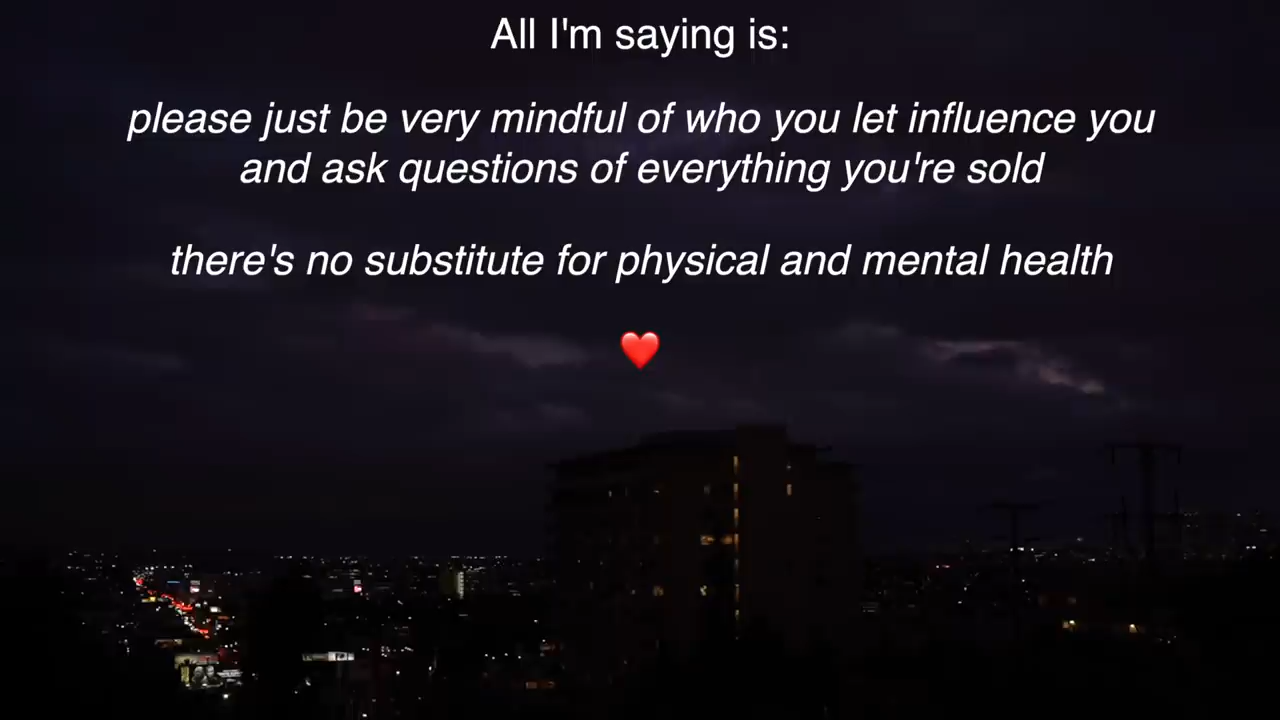 All I'm saying is:
please just be very mindful of who you let influence you
and ask questions of everything you're sold
there's no substitute for physical and mental health
❤️